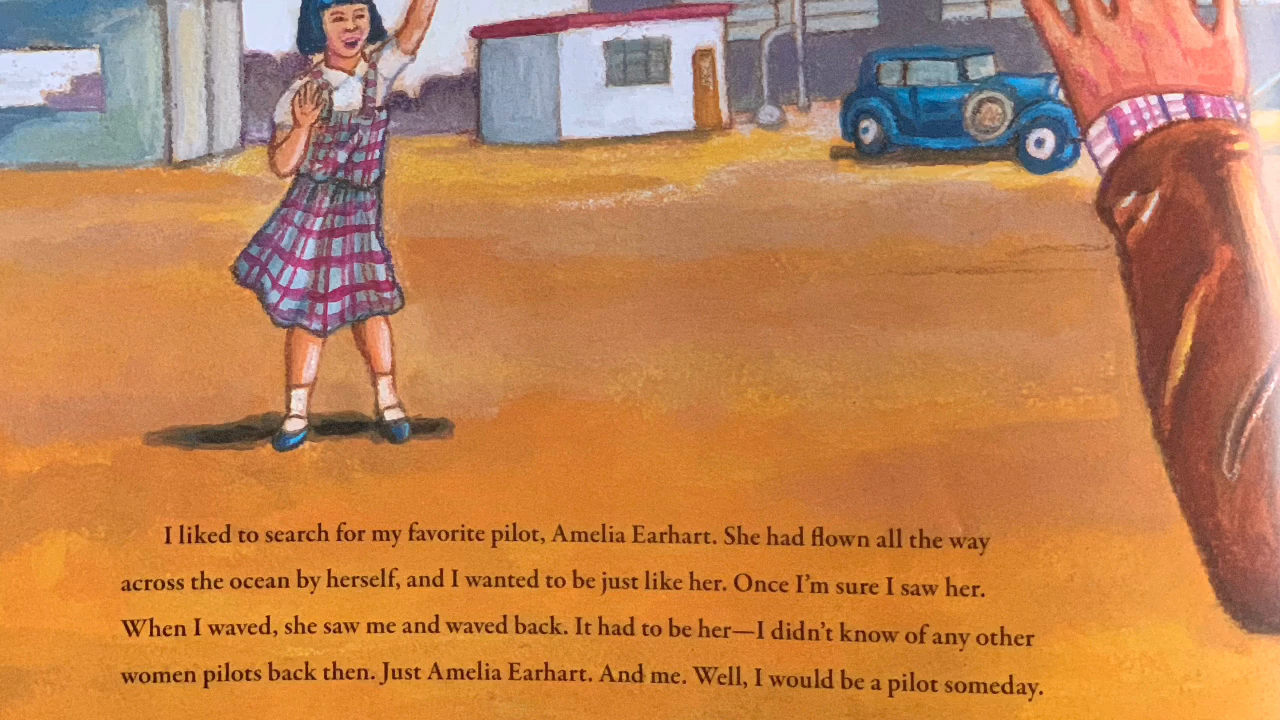 I liked to search for my favorite pilot, Amelia Earhart. She had flown all the way
across the ocean by herself, and I wanted to be just like her. Once I’m sure I saw her.
When I waved, she saw me and waved back. It had to be her—I didn’t know of any other
women pilots back then. Just Amelia Earhart. And me. Well, I would be a pilot someday.